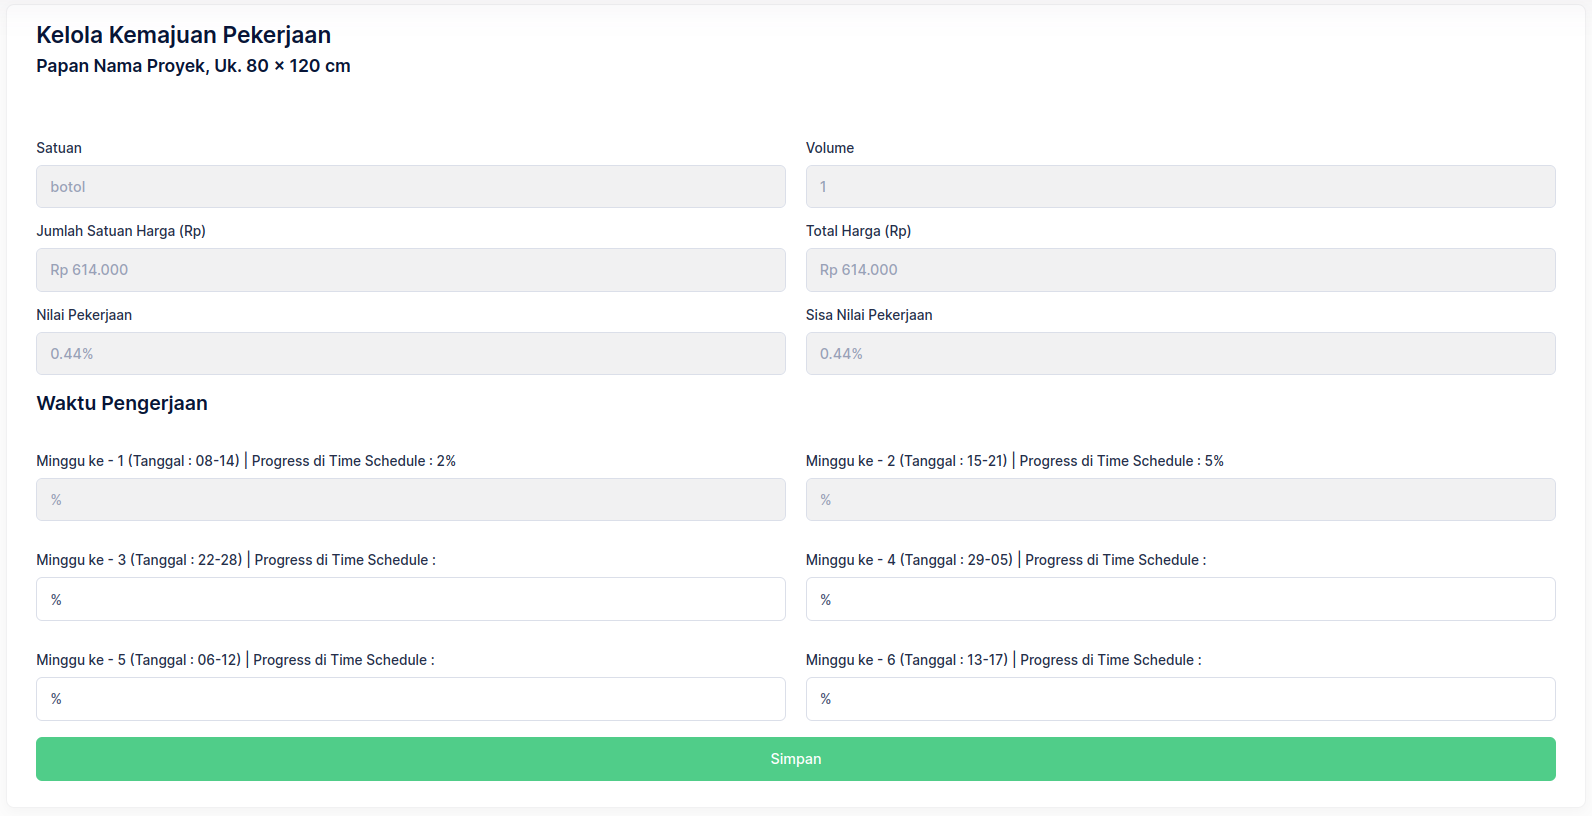 Kelola Kemajuan Pekerjaan
Papan Nama Proyek, Uk. 80 x 120 cm
Satuan
Volume
botol
1
Jumlah Satuan Harga (Rp)
Total Harga (Rp)
Rp 614.000
Rp 614.000
Nilai Pekerjaan
Sisa Nilai Pekerjaan
0.44%
0.44%
Waktu Pengerjaan
Minggu ke - 1 (Tanggal : 08-14) | Progress di Time Schedule : 2%
Minggu ke - 2 (Tanggal : 15-21) | Progress di Time Schedule : 5%
%
%
Minggu ke - 3 (Tanggal : 22-28) | Progress di Time Schedule :
Minggu ke - 4 (Tanggal : 29-05) | Progress di Time Schedule :
%
%
Minggu ke - 5 (Tanggal : 06-12) | Progress di Time Schedule :
Minggu ke - 6 (Tanggal : 13-17) | Progress di Time Schedule :
%
%
Simpan